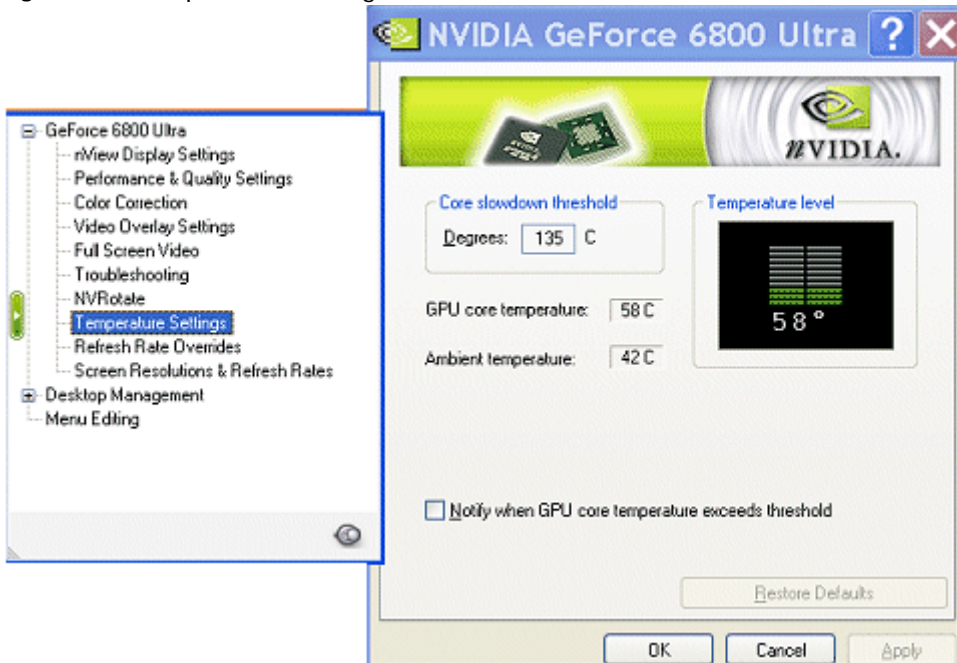 NVIDIA GeForce 6800 Ultra
GeForce 6800 Ultra
nView Display Settings
Performance & Quality Settings
Color Correction
Video Overlay Settings
Full Screen Video
Troubleshooting
NVRotate
Temperature Settings
Refresh Rate Overrides
Screen Resolutions & Refresh Rates
Desktop Management
Menu Editing
nVIDIA.
Core slowdown threshold
Degrees: 135 C
Temperature level
58°
GPU core temperature: 58 C
Ambient temperature: 42 C
Notify when GPU core temperature exceeds threshold
Restore Defaults
OK Cancel Apply